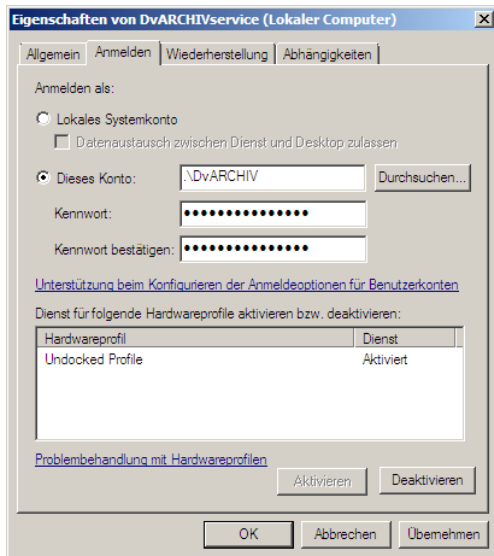 Eigenschaften von DvARCHIVservice (Lokaler Computer)
Allgemein Anmelden Wiederherstellung Abhängigkeiten
Anmelden als:
Lokales Systemkonto
Datenaustausch zwischen Dienst und Desktop zulassen
Dieses Konto: .\DvARCHIV Durchsuchen...
Kennwort: •••••••••••••••
Kennwort bestätigen: •••••••••••••••
Unterstützung beim Konfigurieren der Anmeldeoptionen für Benutzerkonten
Dienst für folgende Hardwareprofile aktivieren bzw. deaktivieren:
Hardwareprofil Dienst
Undocked Profile Aktiviert
Problembehandlung mit Hardwareprofilen
Aktivieren Deaktivieren
OK Abbrechen Übernehmen